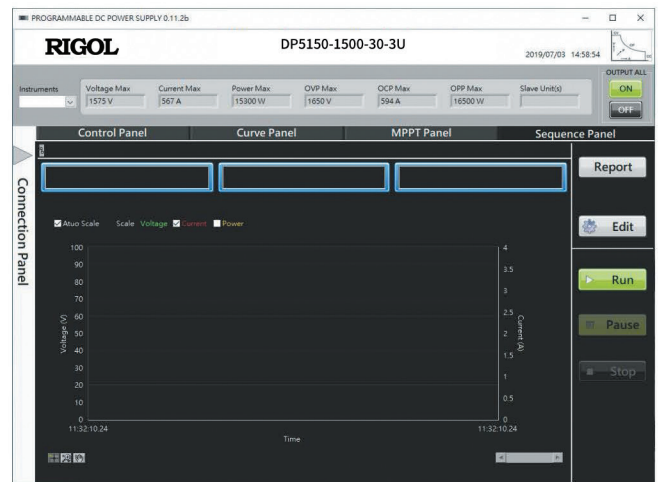 PROGRAMMABLE DC POWER SUPPLY 0.11.2b
RIGOL
DP5150-1500-30-3U
2019/07/03 14:58:54
OUTPUT ALL
ON
OFF
Instruments
Voltage Max
Current Max
Power Max
OVP Max
OCP Max
OPP Max
Slave Unit(s)
1575 V
567 A
15300 W
1650 V
594 A
16500 W
Control Panel
Curve Panel
MPPT Panel
Sequence Panel
Connection Panel
Report
Edit
Run
Pause
Stop
Atuo Scale Scale Voltage Current Power
100
90
80
70
60
50
40
30
20
10
0
Voltage (V)
4
3.5
3
2.5
2
1.5
1
0.5
0
Current (A)
11:32:10.24
11:32:10.24
Time